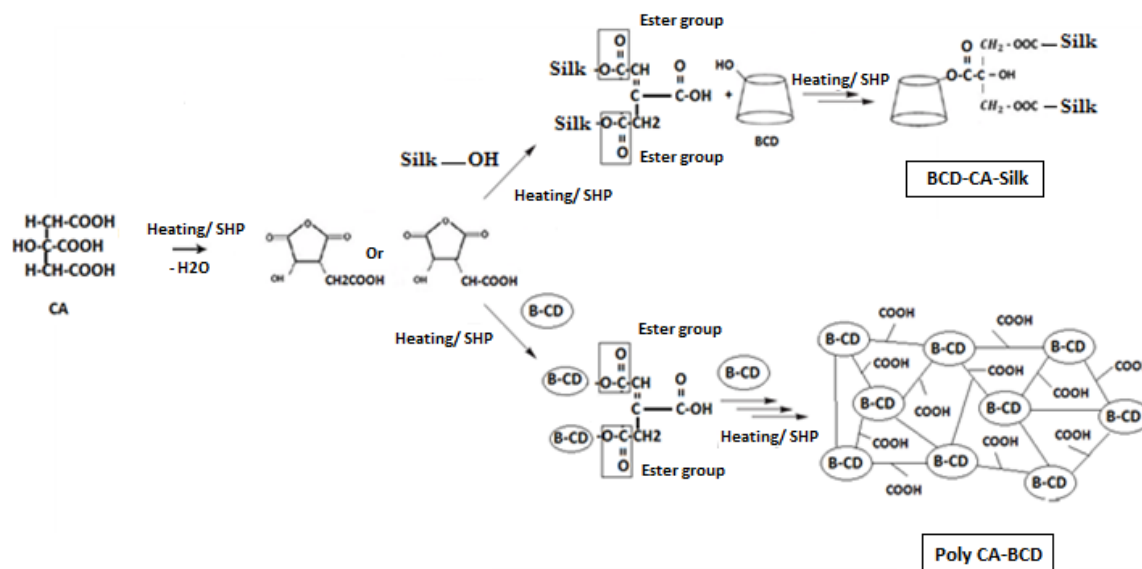 Ester group
O
Silk -O-C-CH
O
C
C-OH
+
HO
BCD
Silk -O-C-CH2
O
Ester group
Heating/ SHP
O
O-C-C-OH
CH2 - OOC - Silk
CH2 - OOC - Silk
BCD-CA-Silk
Silk — OH
Heating/ SHP
H-CH-COOH
HO-C-COOH
H-CH-COOH
CA
Heating/ SHP
- H2O
O
O
O
OH
CH2COOH
Or
O
O
O
OH
CH-COOH
B-CD
Heating/ SHP
Ester group
O
B-CD -O-C-CH
O
C
C-OH
B-CD -O-C-CH2
O
Ester group
B-CD
Heating/ SHP
COOH
COOH
B-CD
B-CD
B-CD
COOH
COOH
COOH
COOH
B-CD
COOH
COOH
B-CD
B-CD
COOH
COOH
B-CD
B-CD
COOH
COOH
B-CD
Poly CA-BCD